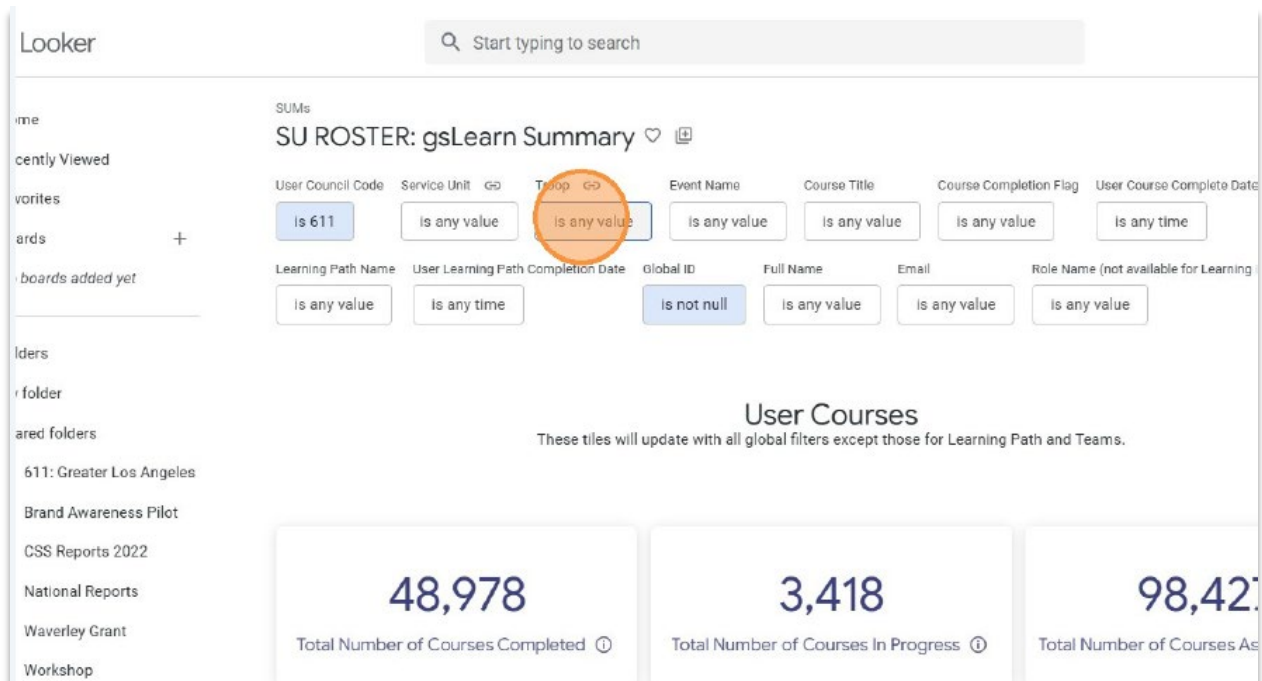 Looker
Start typing to search
ome
cently Viewed
vorites
ards +
boards added yet
lders
folder
ared folders
611: Greater Los Angeles
Brand Awareness Pilot
CSS Reports 2022
National Reports
Waverley Grant
Workshop
SUMs
SU ROSTER: gsLearn Summary
User Council Code Service Unit Troop Event Name Course Title Course Completion Flag User Course Complete Date
is 611 is any value is any value is any value is any value is any value is any time
Learning Path Name User Learning Path Completion Date Global ID Full Name Email Role Name (not available for Learning
is any value is any time is not null is any value is any value is any value
User Courses
These tiles will update with all global filters except those for Learning Path and Teams.
48,978 3,418 98,42
Total Number of Courses Completed Total Number of Courses In Progress Total Number of Courses As